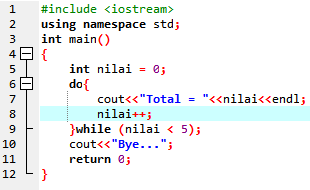 1 #include <iostream>
2 using namespace std;
3 int main()
4 {
5 int nilai = 0;
6 do{
7 cout<<"Total = "<<nilai<<endl;
8 nilai++;
9 }while (nilai < 5);
10 cout<<"Bye...";
11 return 0;
12 }